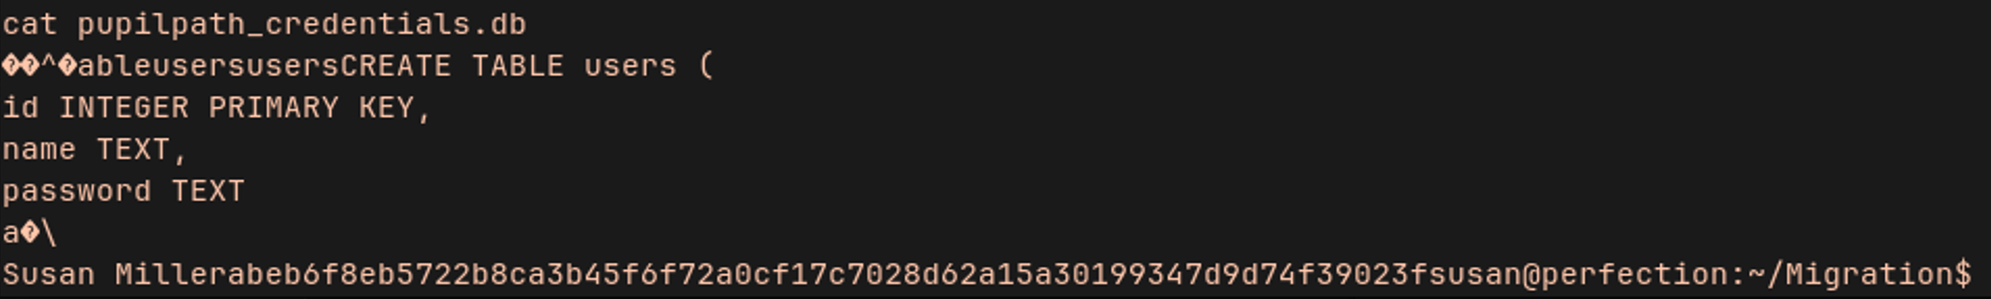 cat pupilpath_credentials.db
��^�ableusersusersCREATE TABLE users (
id INTEGER PRIMARY KEY,
name TEXT,
password TEXT
a�\
Susan Millerabeb6f8eb5722b8ca3b45f6f72a0cf17c7028d62a15a30199347d9d74f39023fsusan@perfection:~/Migration$